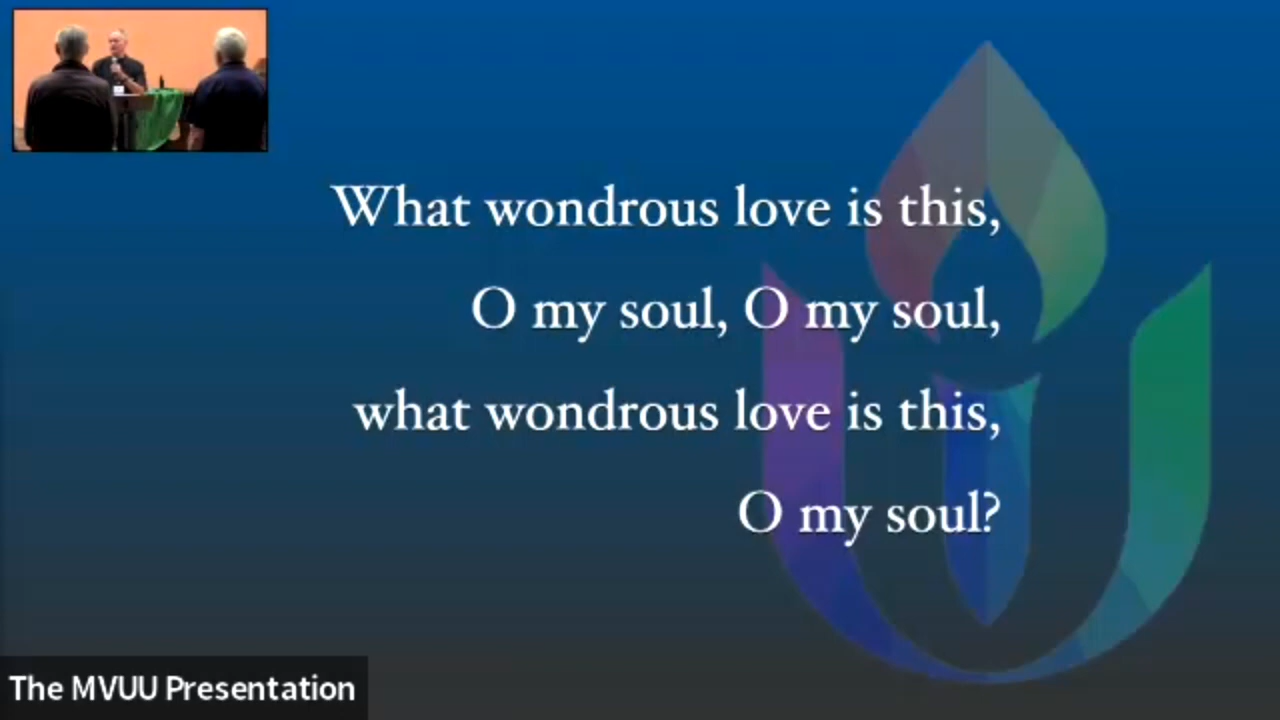 What wondrous love is this,
O my soul, O my soul,
what wondrous love is this,
O my soul?
The MVUU Presentation